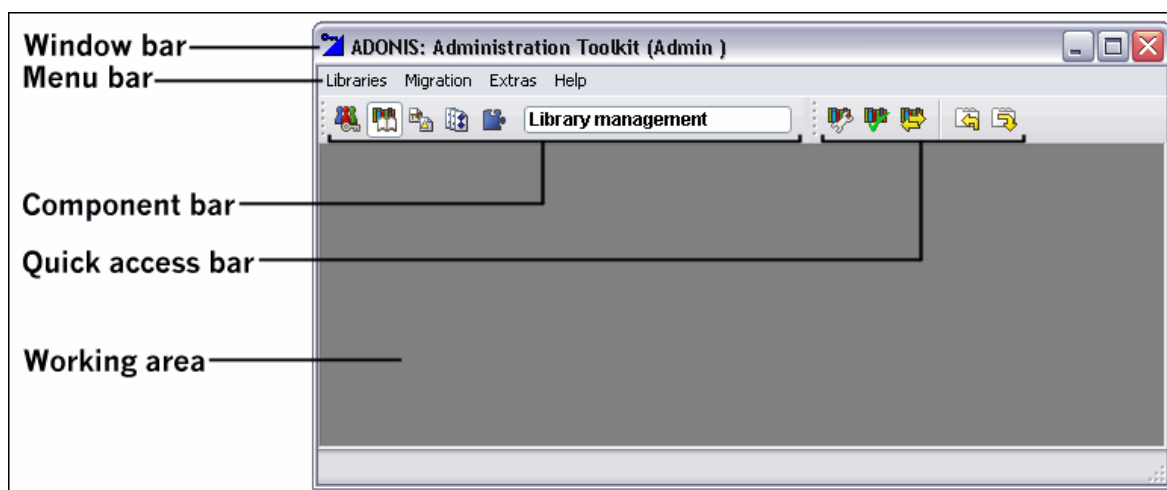 Window bar
ADONIS: Administration Toolkit (Admin )
Menu bar
Libraries Migration Extras Help
Library management
Component bar
Quick access bar
Working area